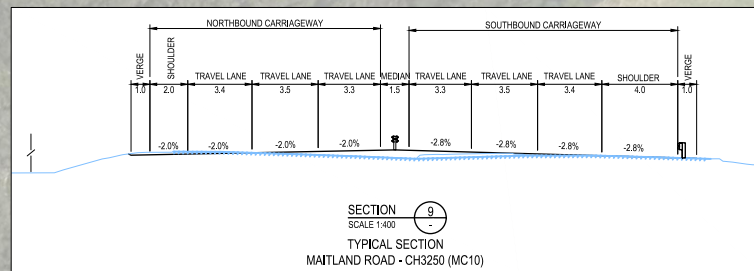 NORTHBOUND CARRIAGEWAY
SOUTHBOUND CARRIAGEWAY
VERGE SHOULDER TRAVEL LANE TRAVEL LANE TRAVEL LANE MEDIAN TRAVEL LANE TRAVEL LANE TRAVEL LANE SHOULDER VERGE
1.0 2.0 3.4 3.5 3.3 1.5 3.3 3.5 3.4 4.0 1.0
-2.0% -2.0% -2.0% -2.0% -2.8% -2.8% -2.8% -2.8%
SECTION 9
SCALE 1:400 -
TYPICAL SECTION
MAITLAND ROAD - CH3250 (MC10)